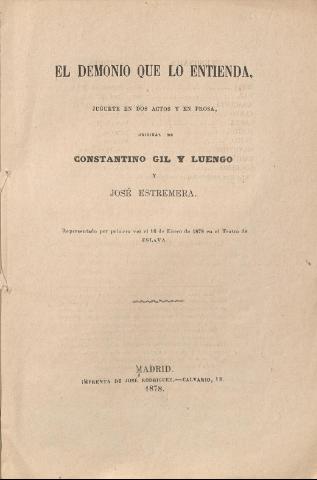 EL DEMONIO QUE LO ENTIENDA,
JUGUETE EN DOS ACTOS Y EN PROSA,
ORIGINAL DE
CONSTANTINO GIL Y LUENGO
Y
JOSÉ ESTREMERA.
Representado por primera vez el 16 de Enero de 1878 en el Teatro de
ESLAVA.
MADRID.
IMPRENTA DE JOSÉ RODRIGUEZ.—CALVARIO, 18.
1878.